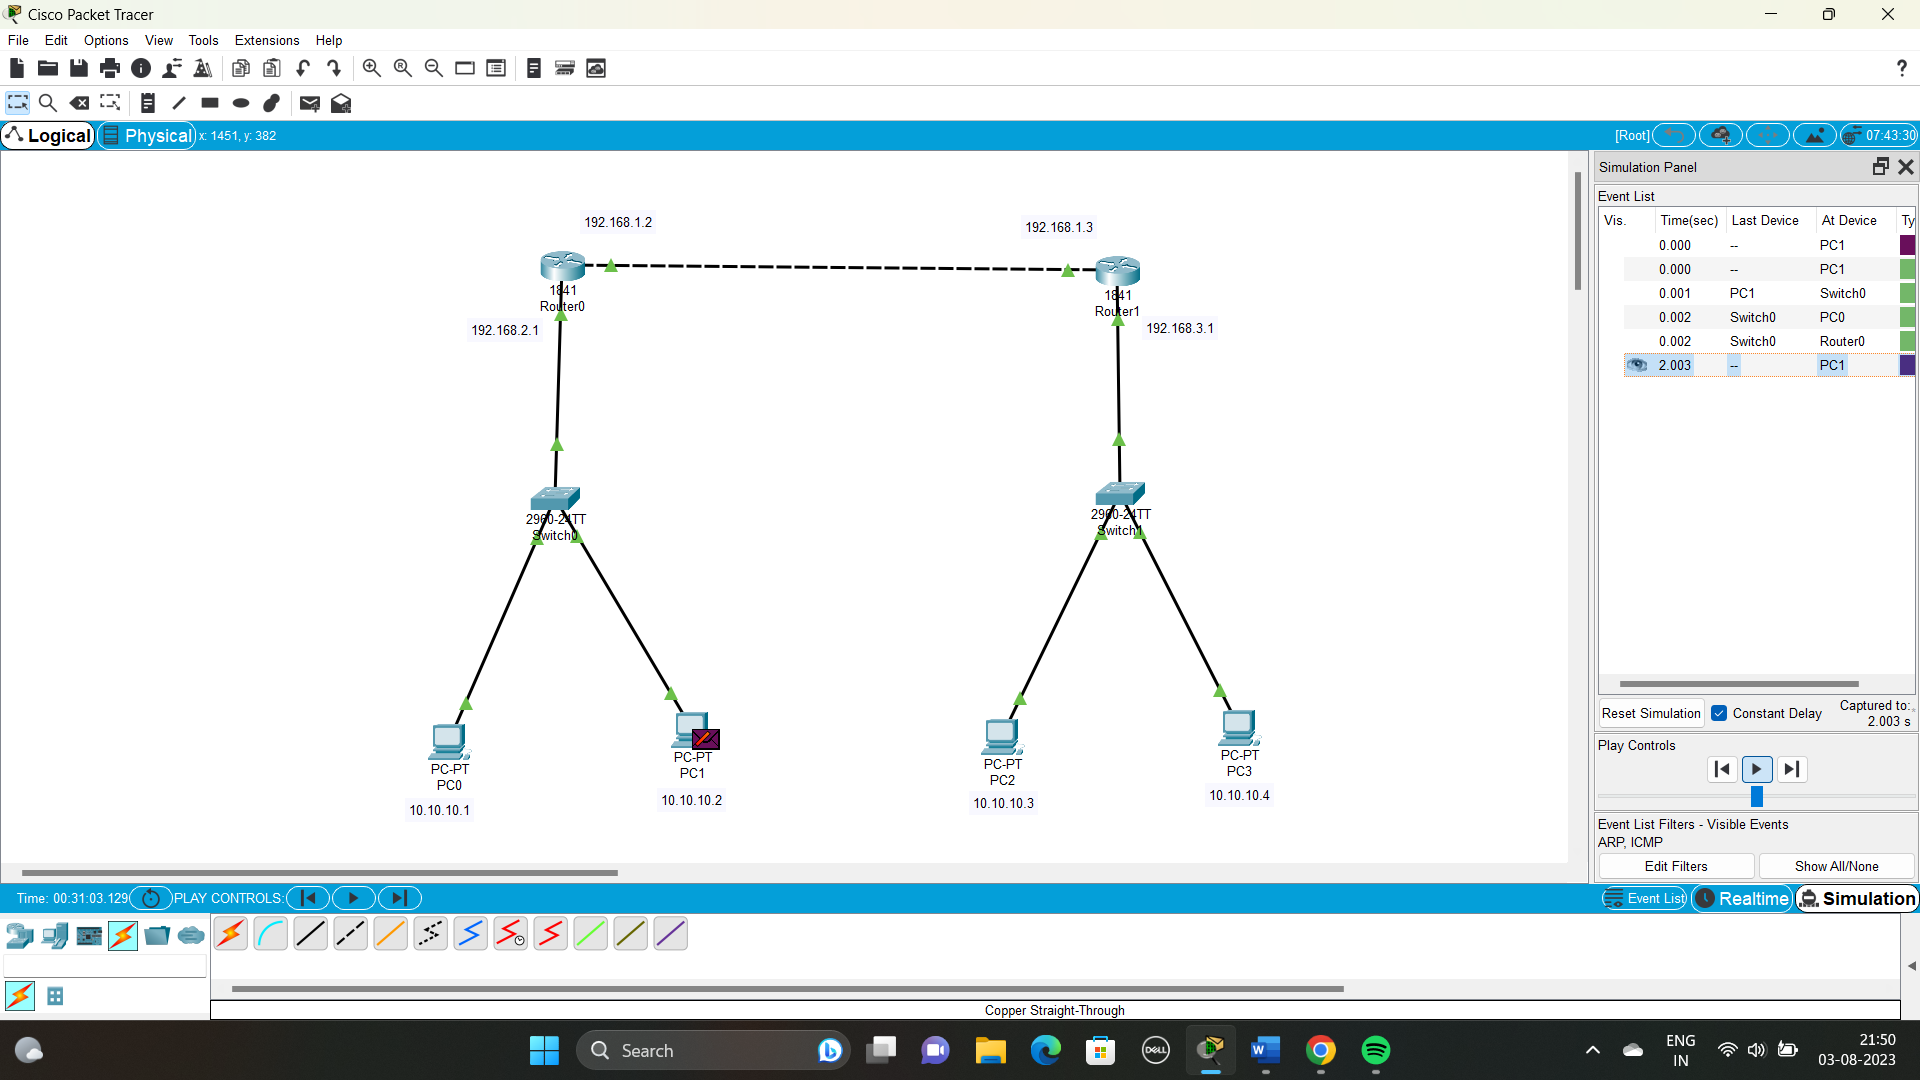 Cisco Packet Tracer
File Edit Options View Tools Extensions Help
?
Logical Physical x: 1451, y: 382 [Root] 07:43:30
192.168.1.2
192.168.1.3
1841
Router0
1841
Router1
192.168.2.1
192.168.3.1
2960-24TT
Switch0
2960-24TT
Switch1
PC-PT
PC0
10.10.10.1
PC-PT
PC1
10.10.10.2
PC-PT
PC2
10.10.10.3
PC-PT
PC3
10.10.10.4
Simulation Panel
Event List
Vis. Time(sec) Last Device At Device Ty
0.000 -- PC1
0.000 -- PC1
0.001 PC1 Switch0
0.002 Switch0 PC0
0.002 Switch0 Router0
2.003 -- PC1
Reset Simulation Constant Delay Captured to:
2.003 s
Play Controls
Event List Filters - Visible Events
ARP, ICMP
Edit Filters Show All/None
Time: 00:31:03.129 PLAY CONTROLS: Event List Realtime Simulation
Copper Straight-Through
Search
DELL
ENG
IN
21:50
03-08-2023